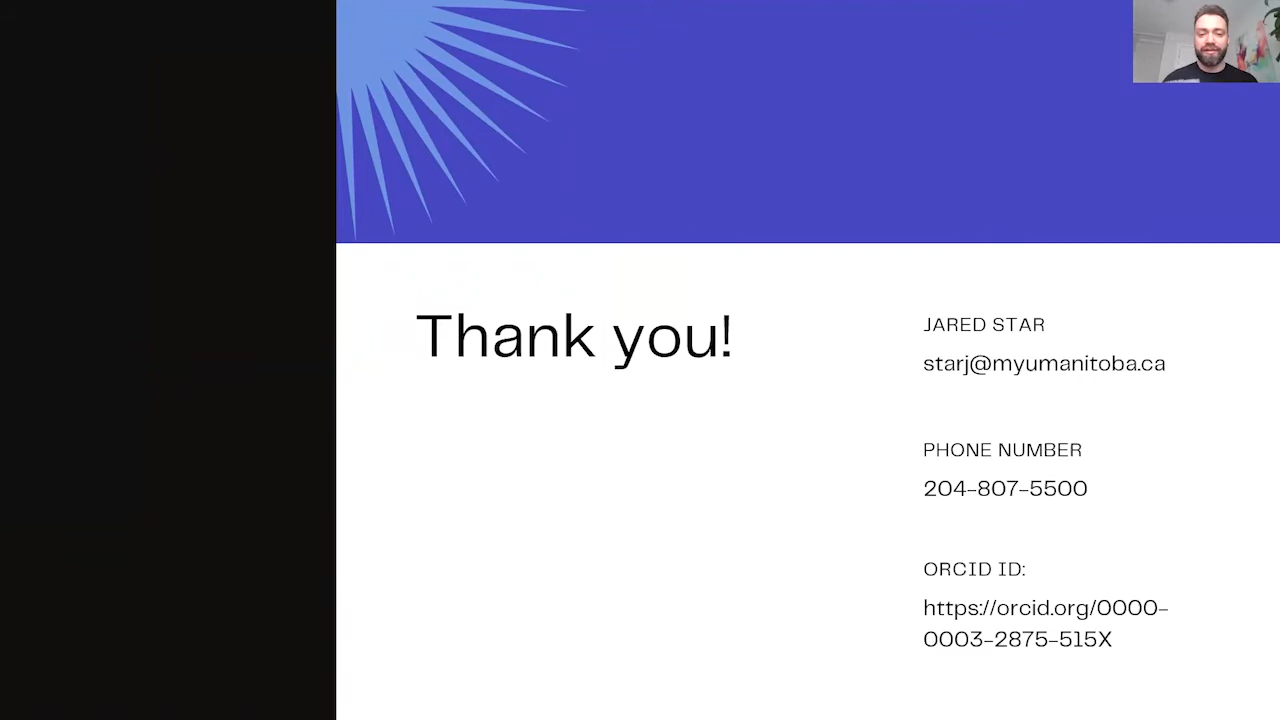 Thank you!
JARED STAR
starj@myumanitoba.ca
PHONE NUMBER
204-807-5500
ORCID ID:
https://orcid.org/0000-
0003-2875-515X